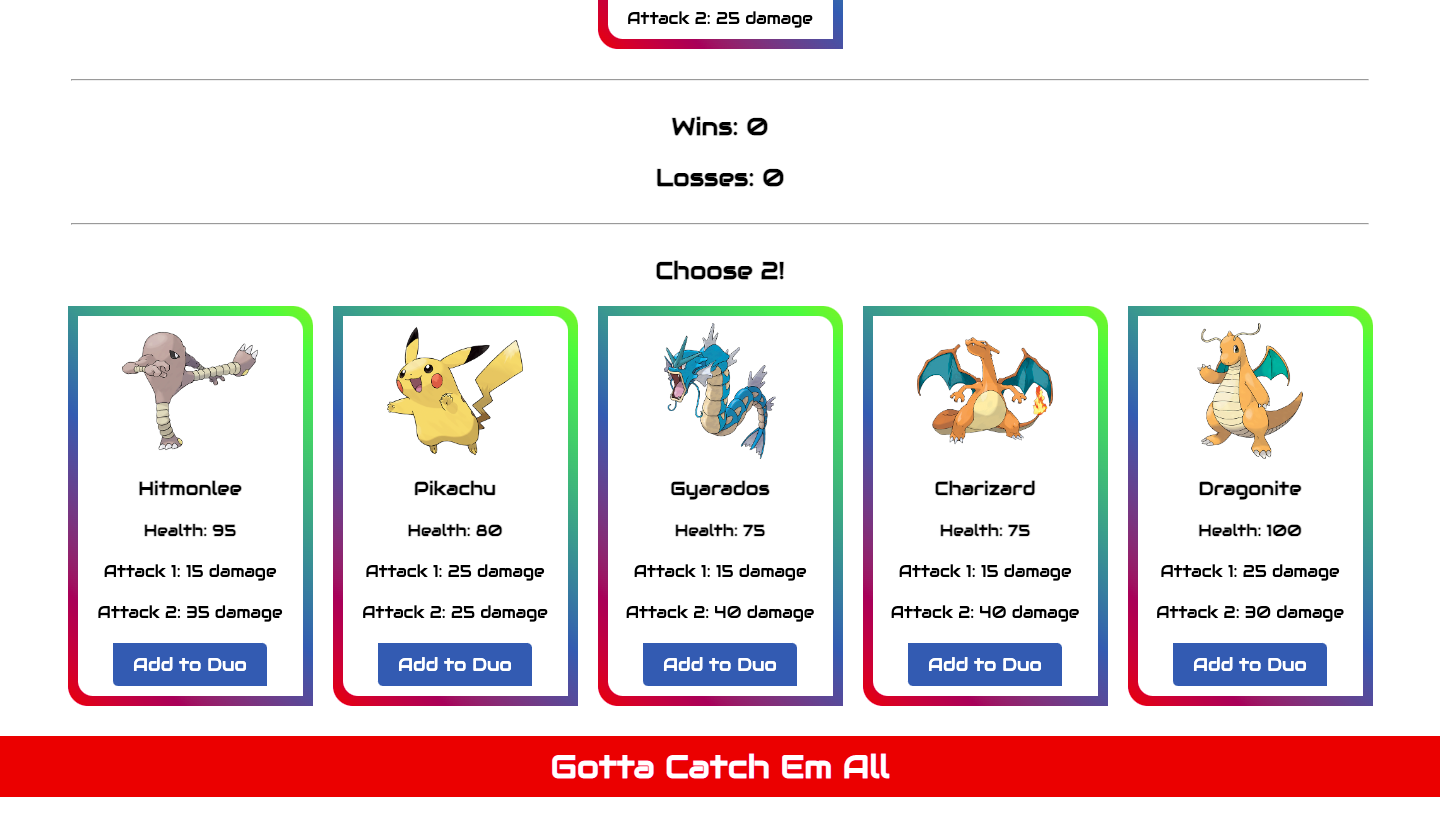 Attack 2: 25 damage
Wins: 0
Losses: 0
Choose 2!
Hitmonlee
Health: 95
Attack 1: 15 damage
Attack 2: 35 damage
Add to Duo
Pikachu
Health: 80
Attack 1: 25 damage
Attack 2: 25 damage
Add to Duo
Gyarados
Health: 75
Attack 1: 15 damage
Attack 2: 40 damage
Add to Duo
Charizard
Health: 75
Attack 1: 15 damage
Attack 2: 40 damage
Add to Duo
Dragonite
Health: 100
Attack 1: 25 damage
Attack 2: 30 damage
Add to Duo
Gotta Catch Em All